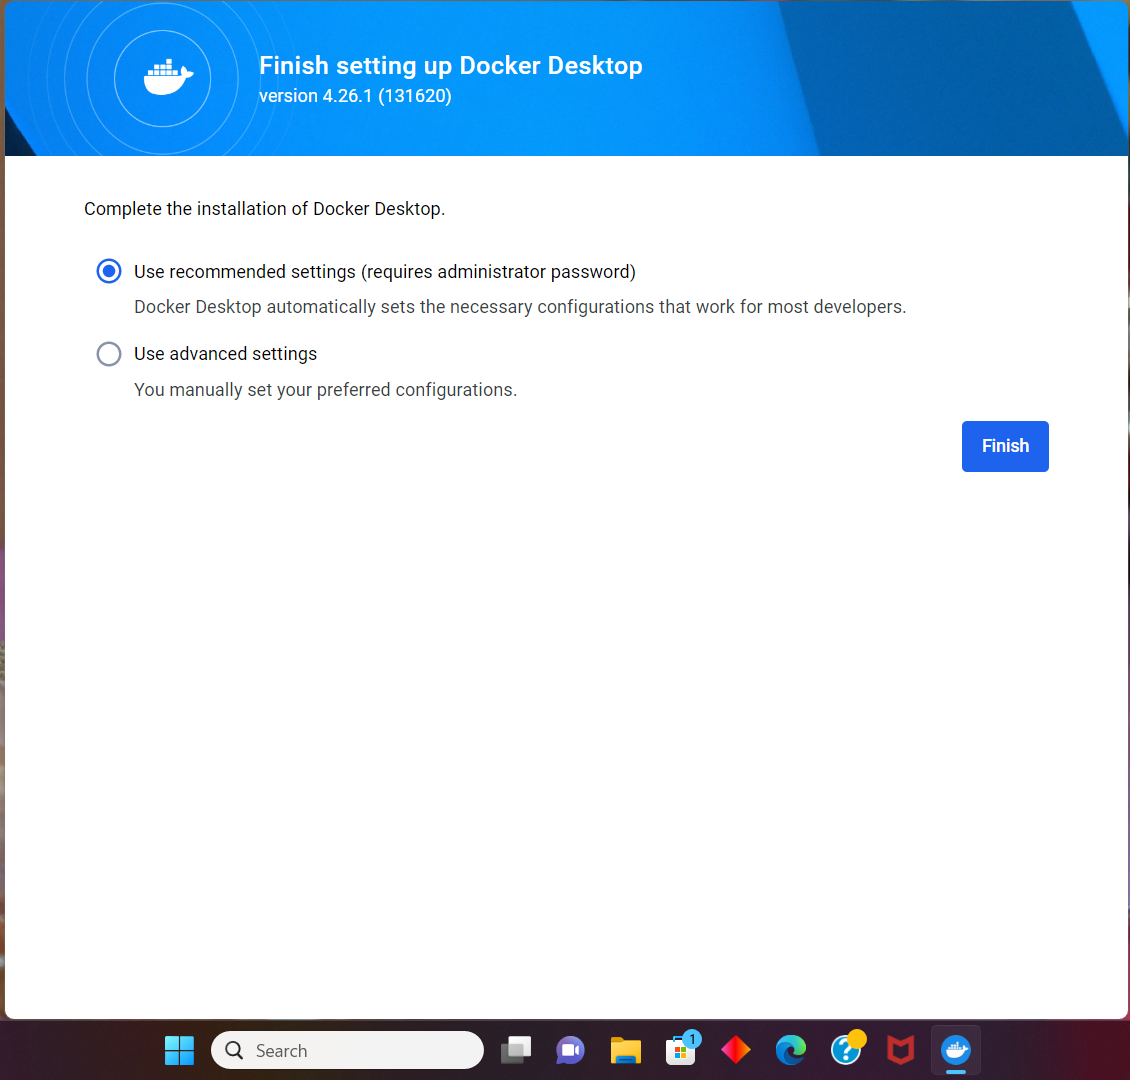 Finish setting up Docker Desktop
version 4.26.1 (131620)
Complete the installation of Docker Desktop.
Use recommended settings (requires administrator password)
Docker Desktop automatically sets the necessary configurations that work for most developers.
Use advanced settings
You manually set your preferred configurations.
Finish
Search
1
?